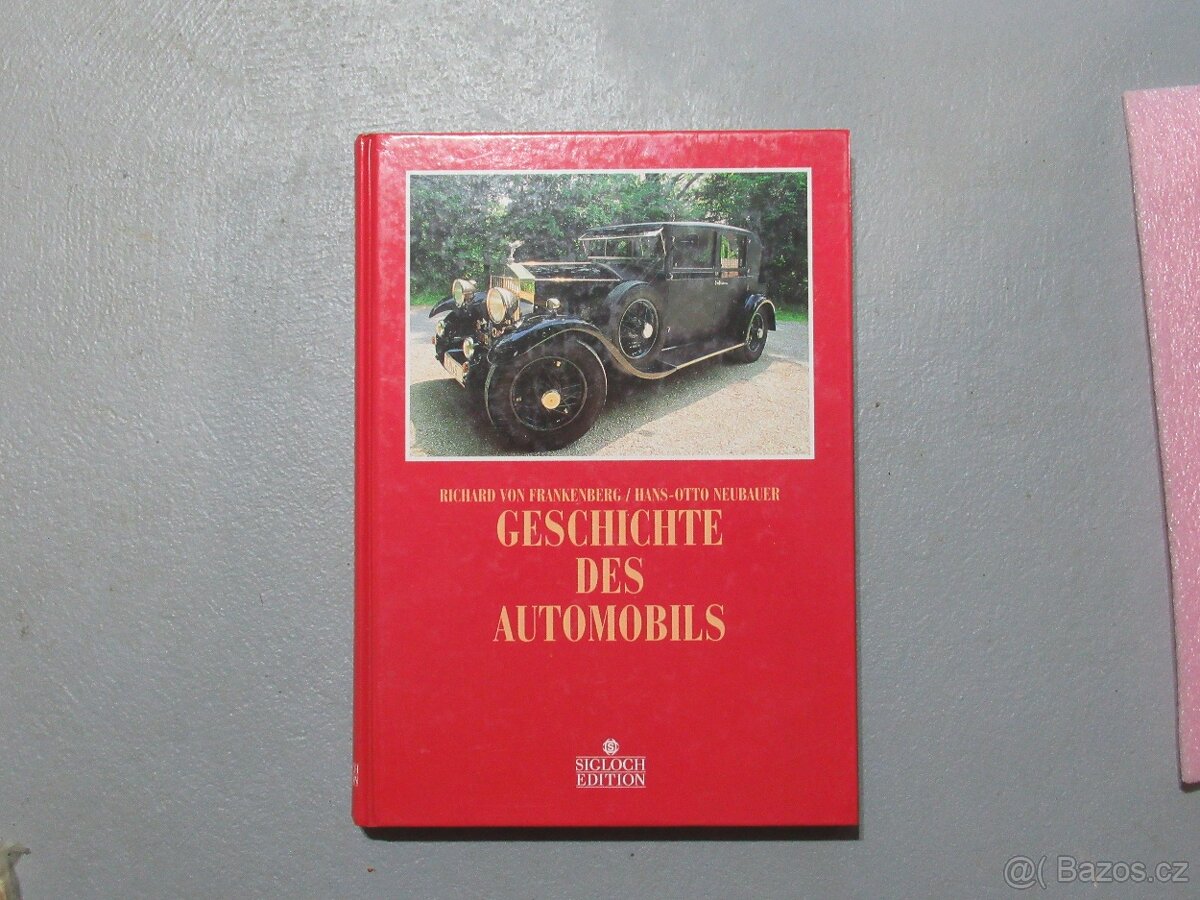 RICHARD VON FRANKENBERG / HANS-OTTO NEUBAUER
GESCHICHTE
DES
AUTOMOBILS
S
SIGLOCH
EDITION
@( Bazos.cz